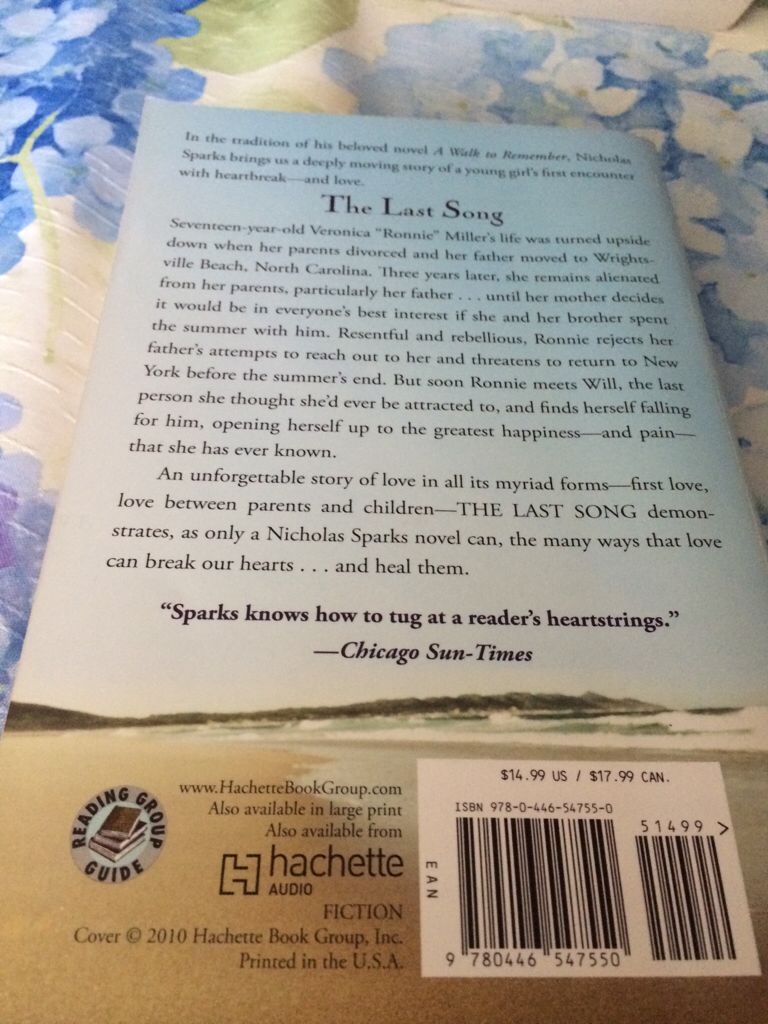 In the tradition of his beloved novel A Walk to Remember, Nicholas
Sparks brings us a deeply moving story of a young girl's first encounter
with heartbreak—and love.
The Last Song
Seventeen-year-old Veronica "Ronnie" Miller's life was turned upside
down when her parents divorced and her father moved to Wrights-
ville Beach, North Carolina. Three years later, she remains alienated
from her parents, particularly her father . . . until her mother decides
it would be in everyone's best interest if she and her brother spent
the summer with him. Resentful and rebellious, Ronnie rejects her
father's attempts to reach out to her and threatens to return to New
York before the summer's end. But soon Ronnie meets Will, the last
person she thought she'd ever be attracted to, and finds herself falling
for him, opening herself up to the greatest happiness—and pain—
that she has ever known.
An unforgettable story of love in all its myriad forms—first love,
love between parents and children—THE LAST SONG demon-
strates, as only a Nicholas Sparks novel can, the many ways that love
can break our hearts . . . and heal them.
“Sparks knows how to tug at a reader's heartstrings.”
—Chicago Sun-Times
READING GROUP
GUIDE
www.HachetteBookGroup.com
Also available in large print
Also available from
hachette
AUDIO
FICTION
Cover © 2010 Hachette Book Group, Inc.
Printed in the U.S.A.
$14.99 US / $17.99 CAN.
ISBN 978-0-446-54755-0
51499 >
EAN
9 780446 547550